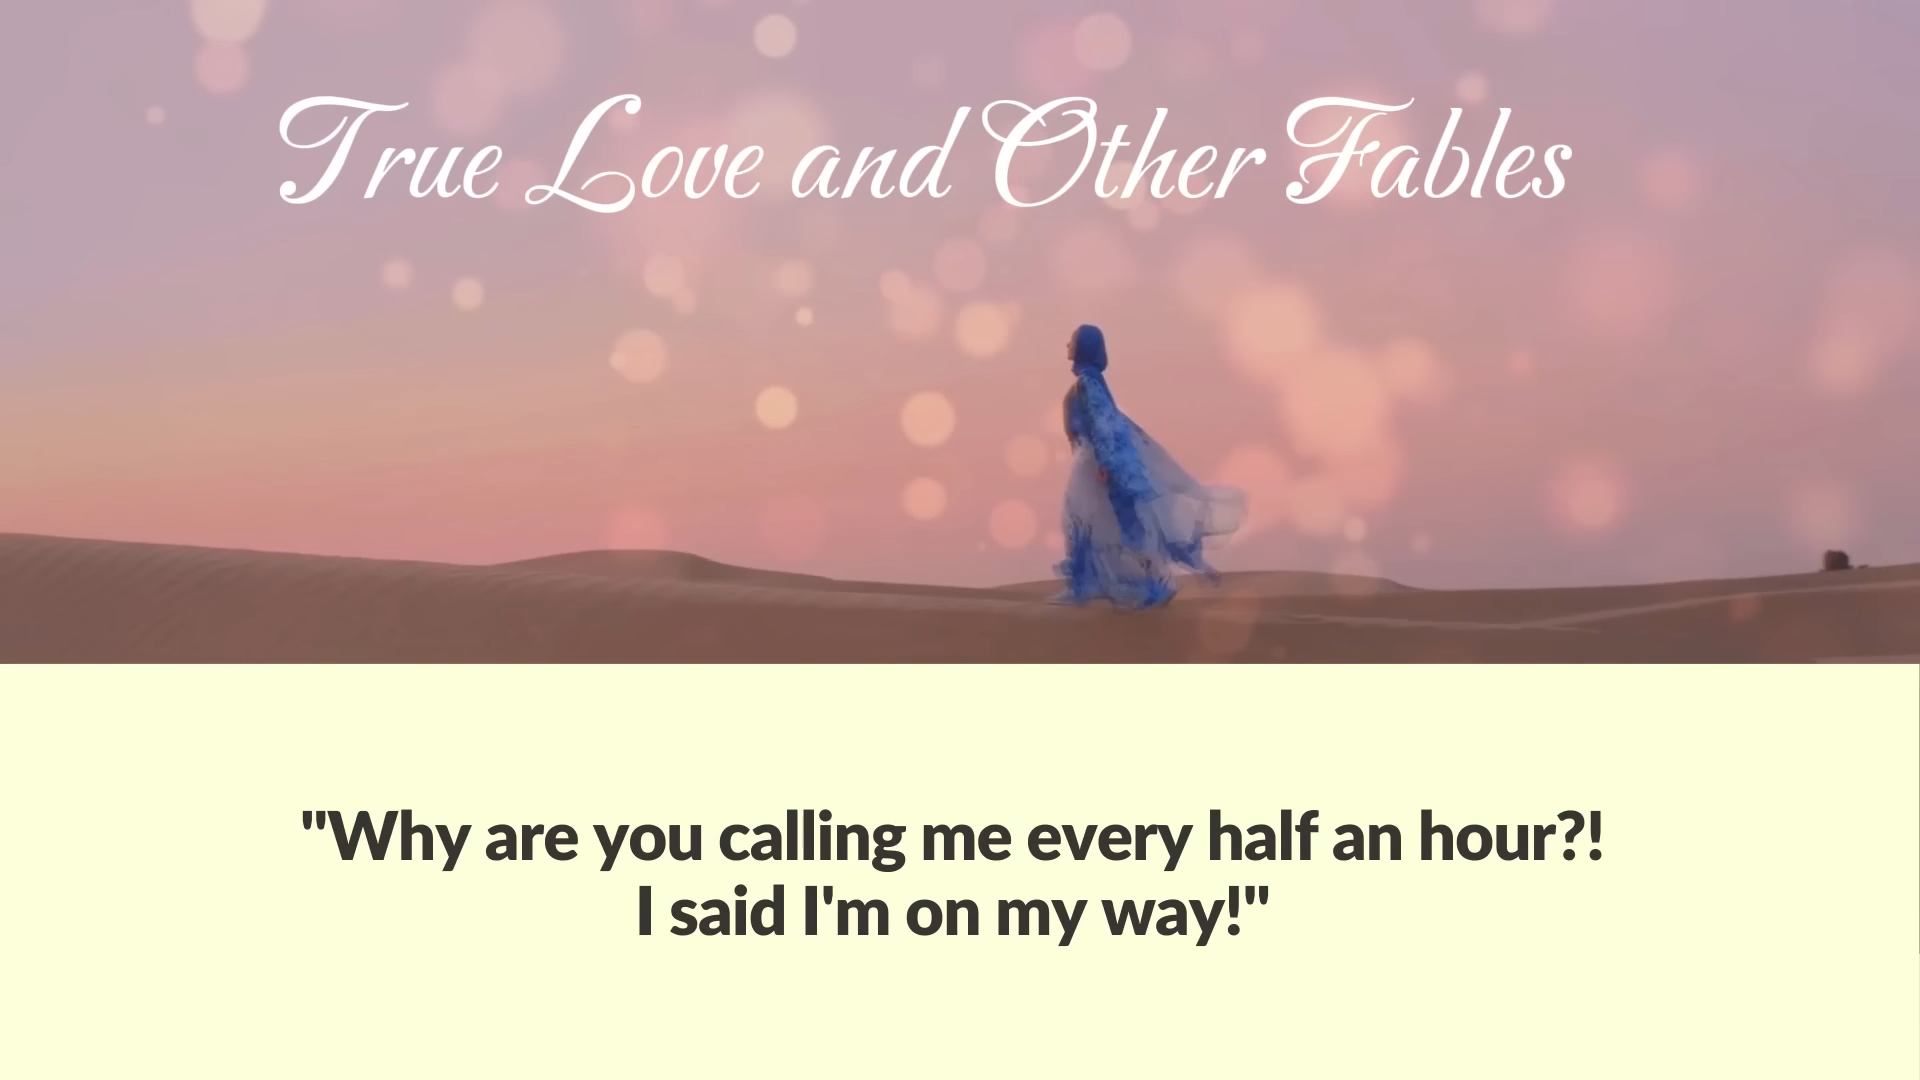 True Love and Other Fables
"Why are you calling me every half an hour?!
I said I'm on my way!"